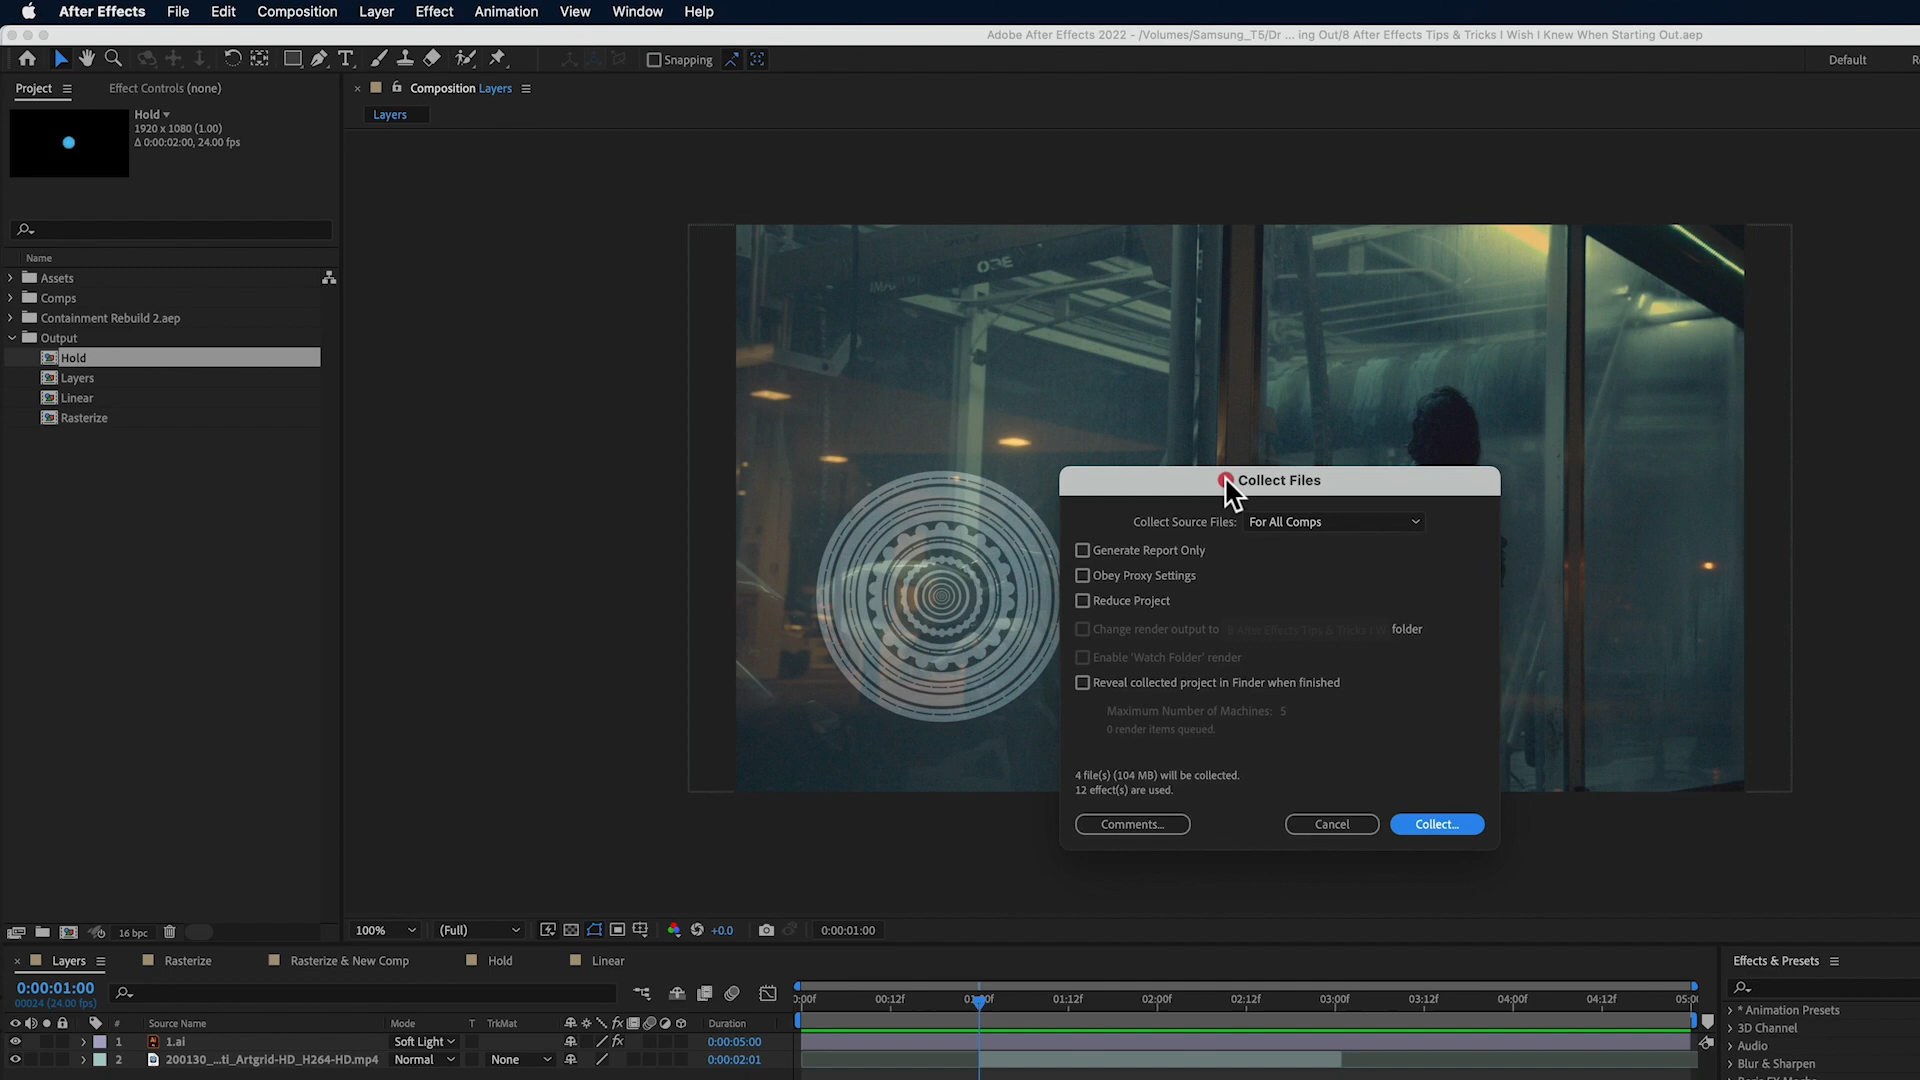 After Effects File Edit Composition Layer Effect Animation View Window Help
Adobe After Effects 2022 - /Volumes/Samsung_T5/Dr ... ing Out/8 After Effects Tips & Tricks I Wish I Knew When Starting Out.aep
Snapping
Default
Project
Effect Controls (none)
Composition Layers
Layers
Hold
1920 x 1080 (1.00)
Δ 0:00:02:00, 24.00 fps
Name
Assets
Comps
Containment Rebuild 2.aep
Output
Hold
Layers
Linear
Rasterize
Collect Files
Collect Source Files: For All Comps
Generate Report Only
Obey Proxy Settings
Reduce Project
Change render output to 8 After Effects Tips & Tricks I W folder
Enable 'Watch Folder' render
Reveal collected project in Finder when finished
Maximum Number of Machines: 5
0 render items queued.
4 file(s) (104 MB) will be collected.
12 effect(s) are used.
Comments... Cancel Collect...
16 bpc
100% (Full) +0.0 0:00:01:00
Layers Rasterize Rasterize & New Comp Hold Linear
Effects & Presets
0:00:01:00
00024 (24.00 fps)
00:12f 01:12f 02:00f 02:12f 03:00f 03:12f 04:00f 04:12f
# Source Name Mode T TrkMat fx Duration
1 1.ai Soft Light fx 0:00:05:00
2 200130_...ti_Artgrid-HD_H264-HD.mp4 Normal None 0:00:02:01
* Animation Presets
3D Channel
Audio
Blur & Sharpen